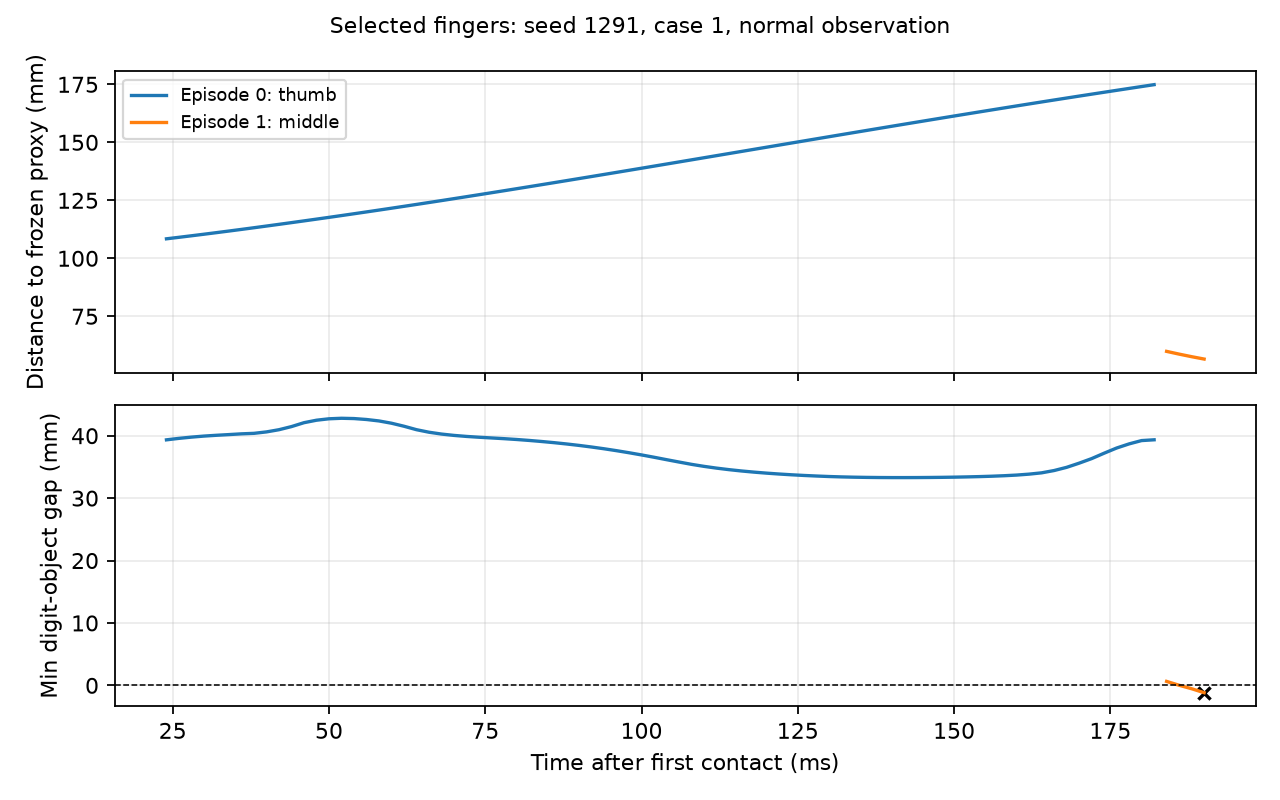 Selected fingers: seed 1291, case 1, normal observation
Distance to frozen proxy (mm)
175
150
125
100
75
Episode 0: thumb
Episode 1: middle
Min digit-object gap (mm)
40
30
20
10
0
25 50 75 100 125 150 175
Time after first contact (ms)